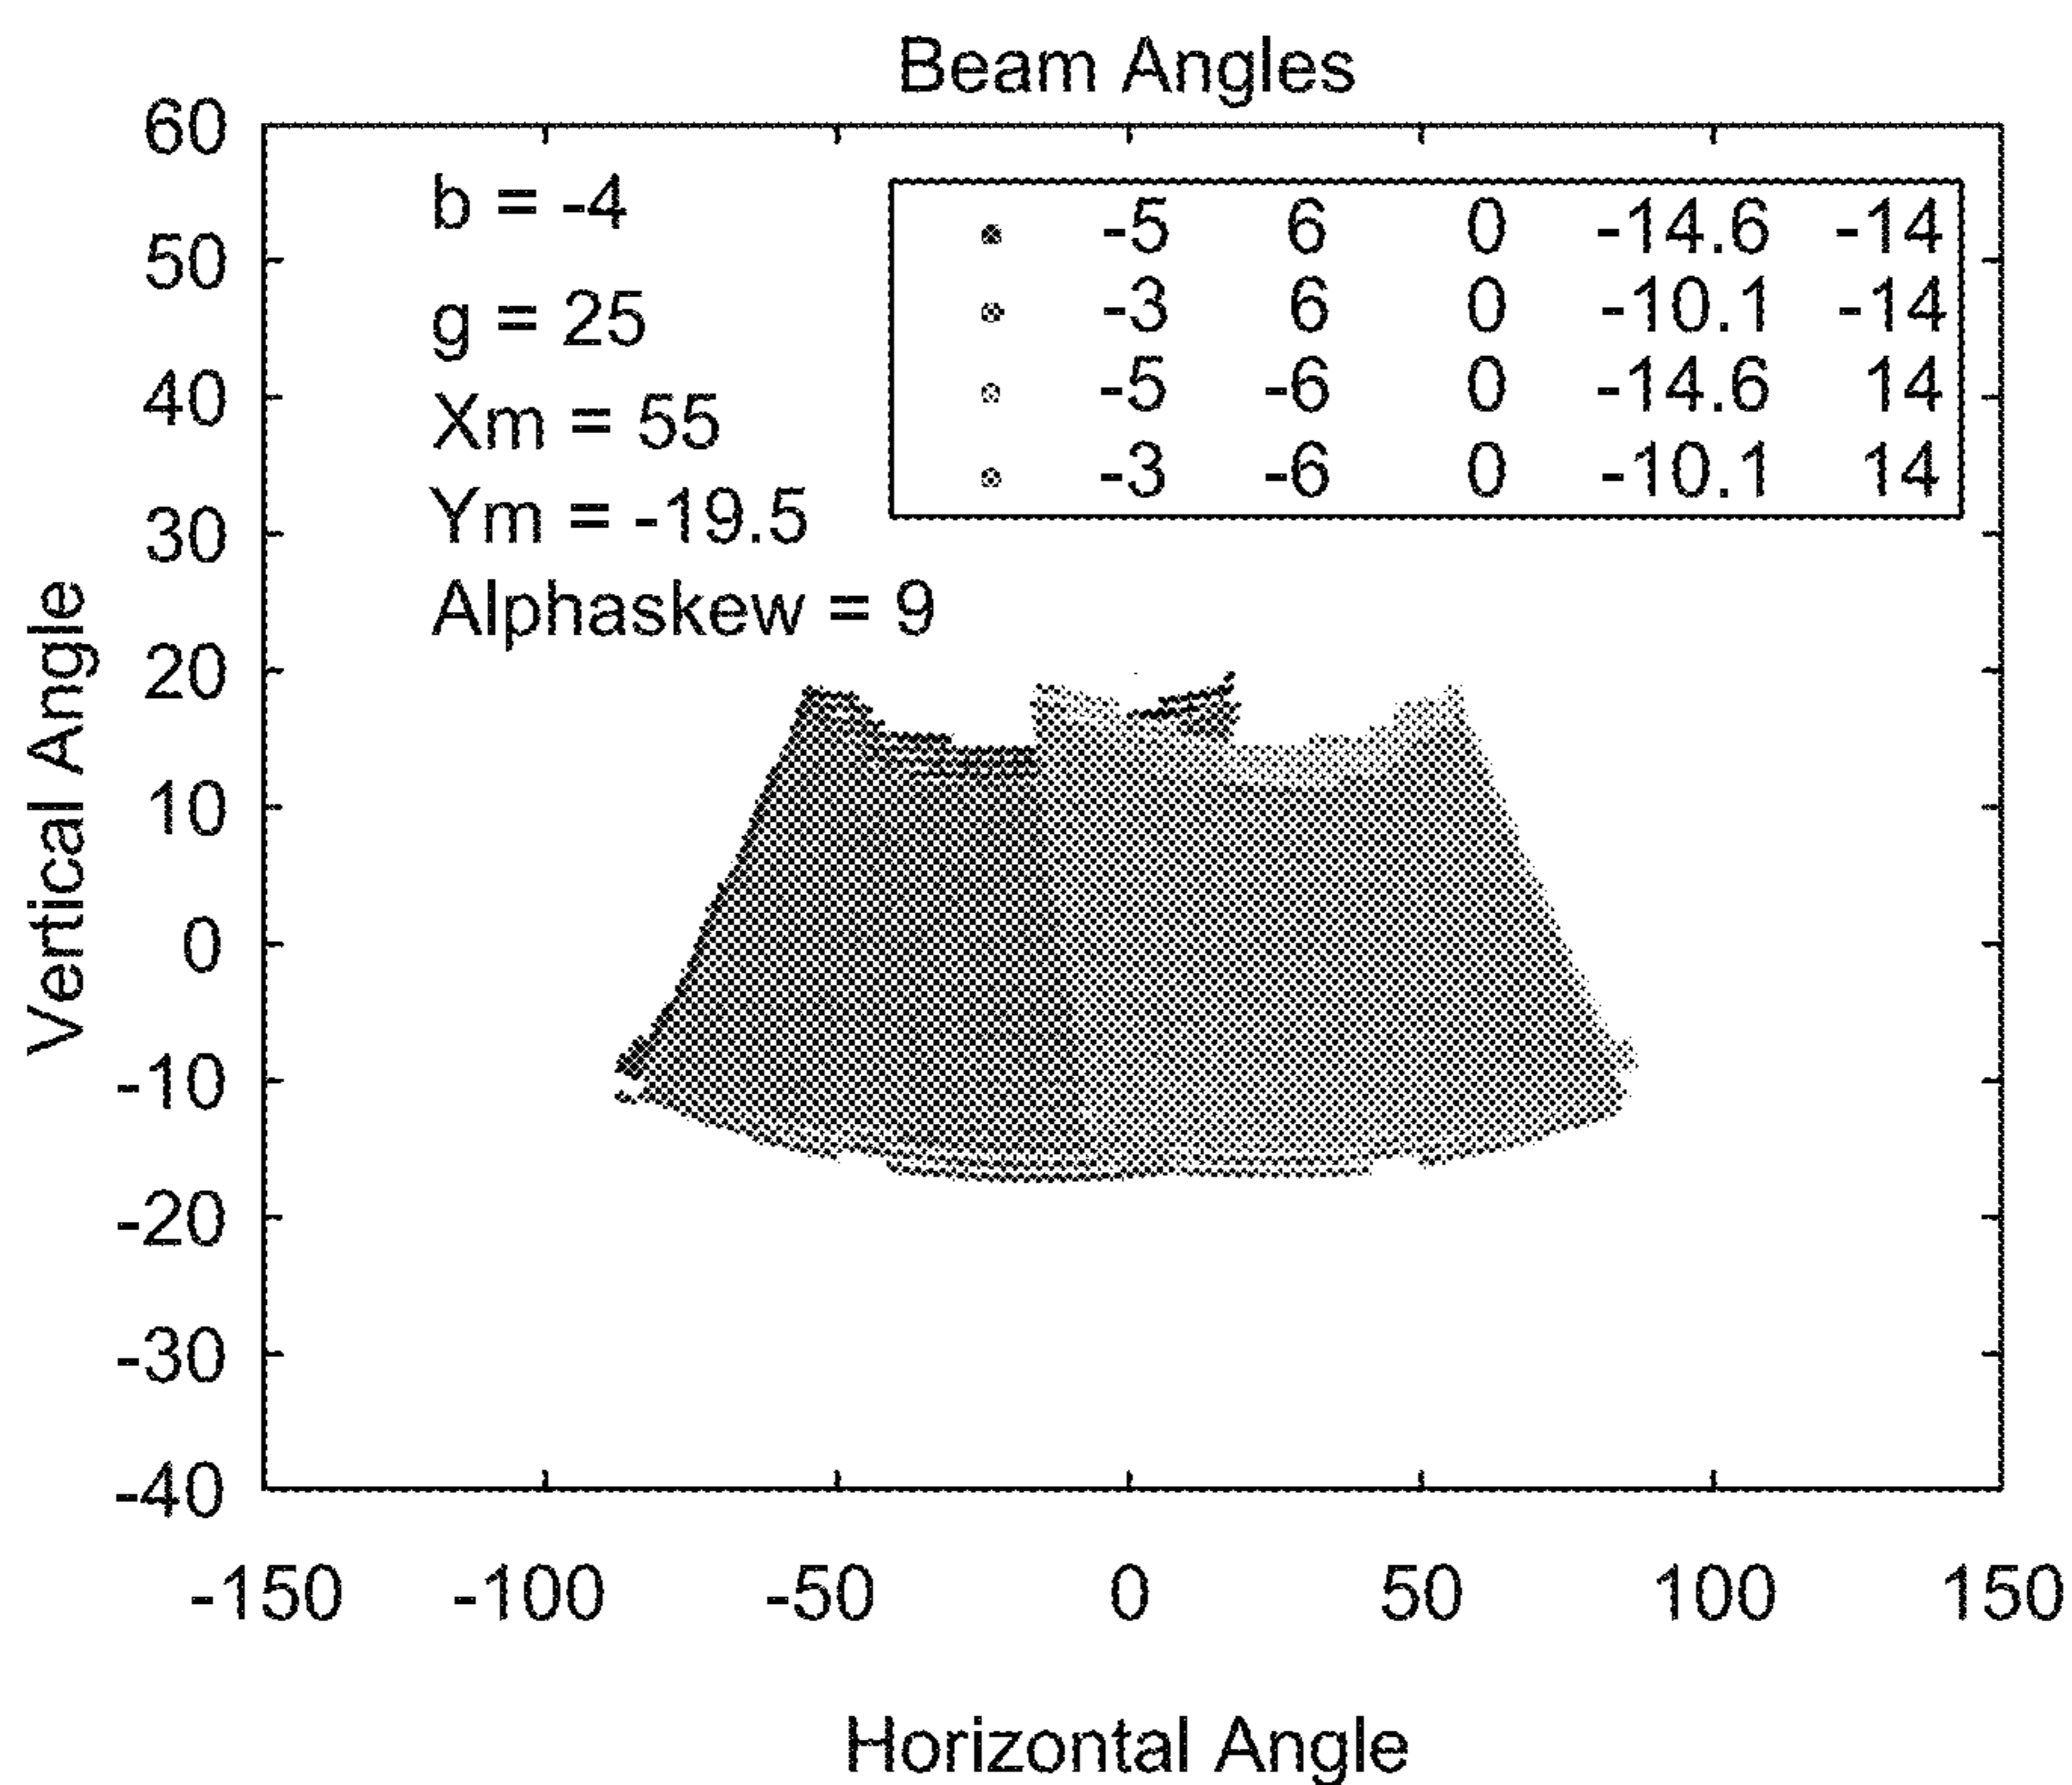 Beam Angles
60
50
40
30
20
10
0
-10
-20
-30
-40
Vertical Angle
b = -4
g = 25
Xm = 55
Ym = -19.5
Alphaskew = 9
-5 6 0 -14.6 -14
-3 6 0 -10.1 -14
-5 -6 0 -14.6 14
-3 -6 0 -10.1 14
-150 -100 -50 0 50 100 150
Horizontal Angle